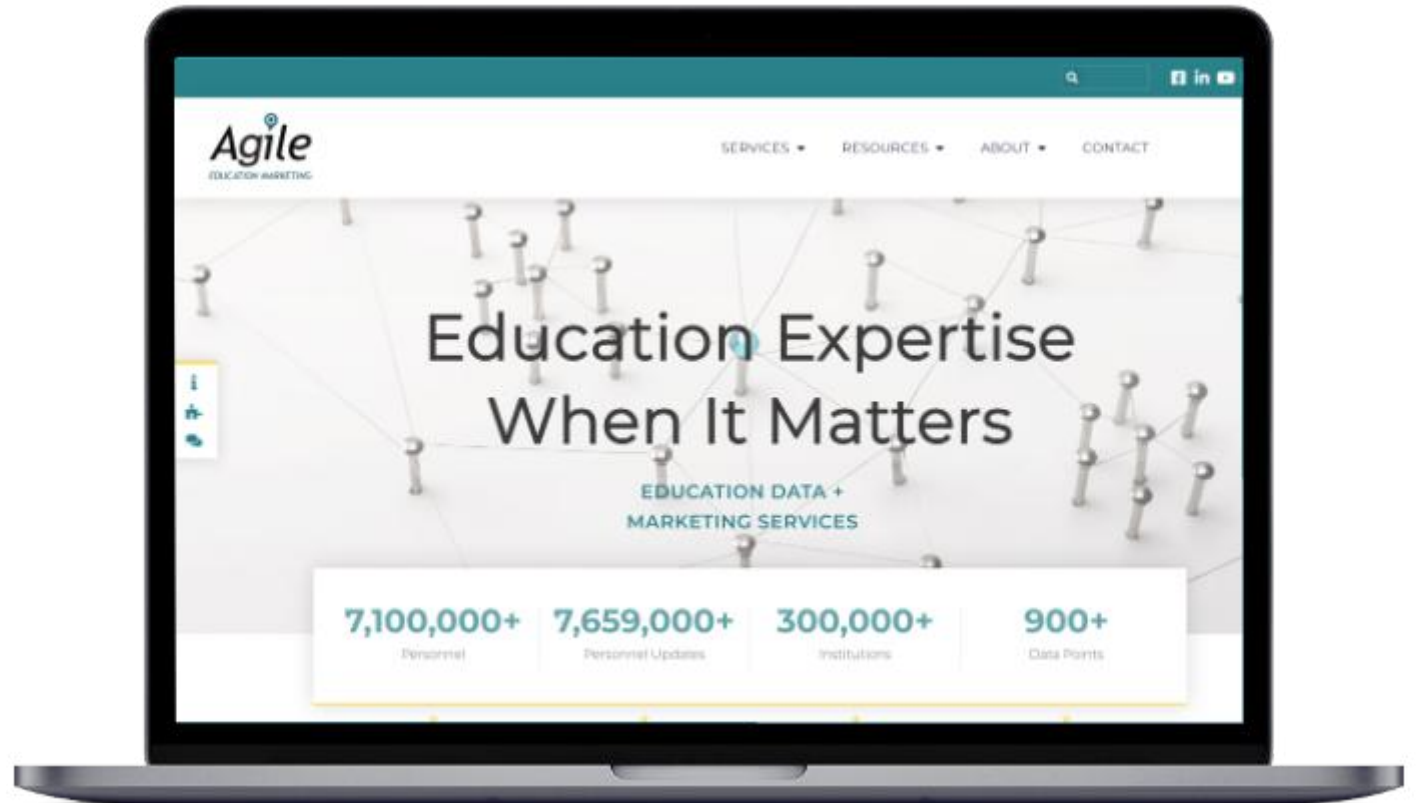 Agile
EDUCATION MARKETING
SERVICES
RESOURCES
ABOUT
CONTACT
Education Expertise
When It Matters
EDUCATION DATA +
MARKETING SERVICES
7,100,000+
Personnel
7,659,000+
Personnel Updates
300,000+
Institutions
900+
Data Points